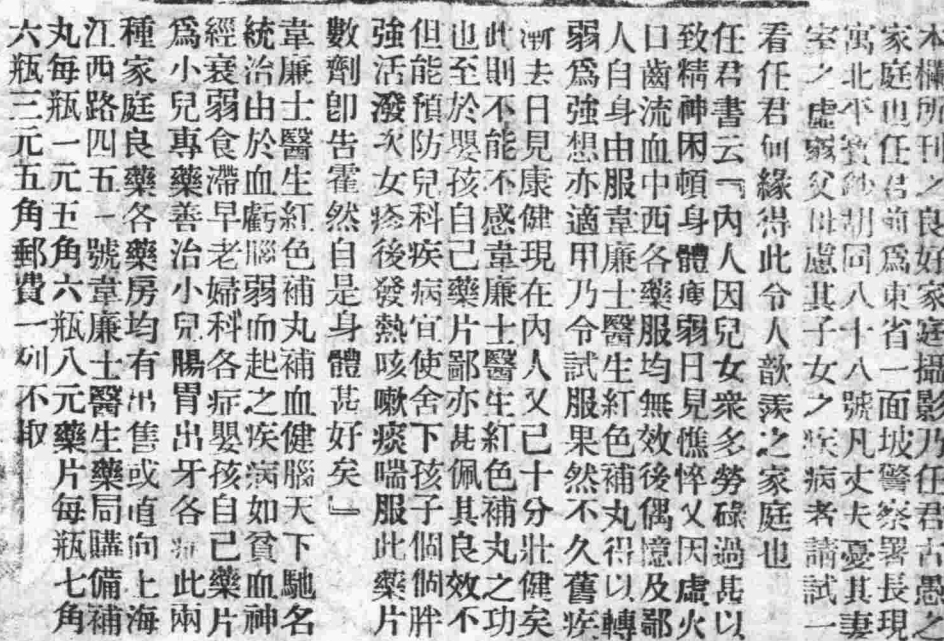 本欄所刊之良好家庭攝影乃任君古愚之
家庭也任君前爲東省一面坡警察署長現
寓北平寶鈔胡同八十八號凡丈夫憂其妻
室之虛弱父母慮其子女之疾病者請試一
看任君何緣得此令人歆羨之家庭也
任君書云『內人因兒女衆多勞碌過甚以
致精神困頓身體瘦弱日見憔悴又因虛火
口齒流血中西各藥服均無效後偶憶及鄙
人自身由服韋廉士醫生紅色補丸得以轉
弱爲強想亦適用乃令試服果然不久舊疾
漸去日見康健現在內人又已十分壯健矣
此則不能不感韋廉士醫生紅色補丸之功
也至於嬰孩自己藥片鄙亦甚佩其良效不
但能預防兒科疾病宜使舍下孩子個個胖
強活潑次女疹後發熱咳嗽痰喘服此藥片
數劑卽告霍然自是身體甚好矣』
韋廉士醫生紅色補丸補血健腦天下馳名
統治由於血虧腦弱而起之疾病如貧血神
經衰弱食滯早老婦科各症嬰孩自己藥片
爲小兒專藥善治小兒腸胃出牙各症此兩
種家庭良藥各藥房均有出售或直向上海
江西路四五一號韋廉士醫生藥局購備補
丸每瓶一元五角六瓶八元藥片每瓶七角
六瓶三元五角郵費一列不取